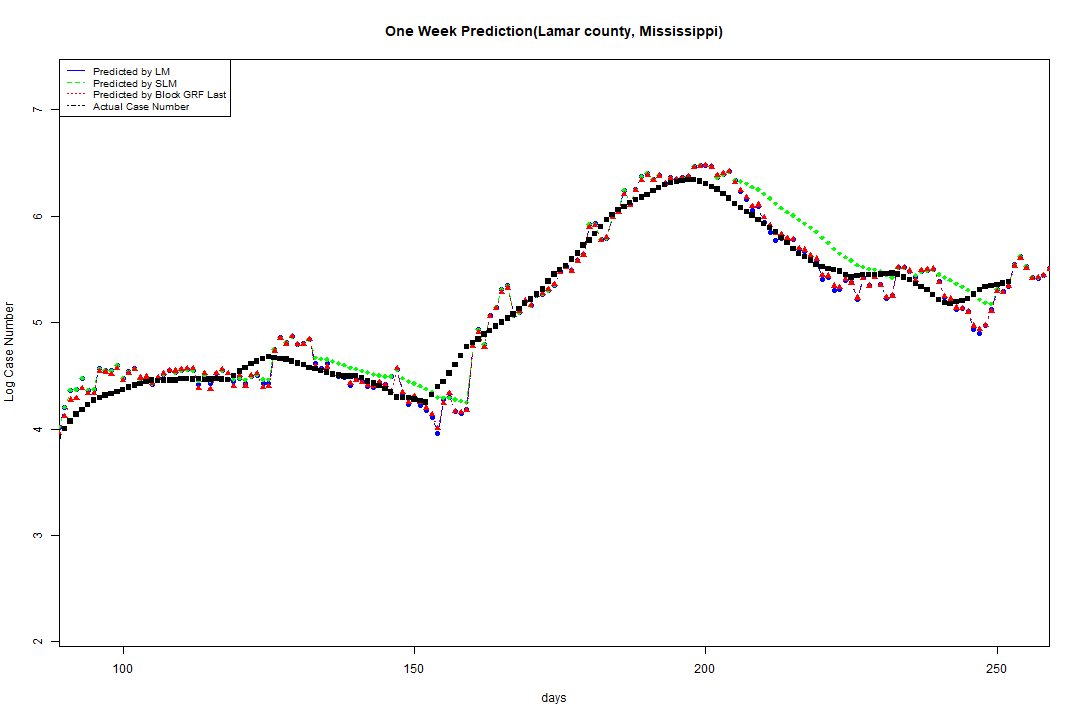 One Week Prediction(Lamar county, Mississippi)
Predicted by LM
Predicted by SLM
Predicted by Block GRF Last
Actual Case Number
Log Case Number
7
6
5
4
3
2
100
150
200
250
days